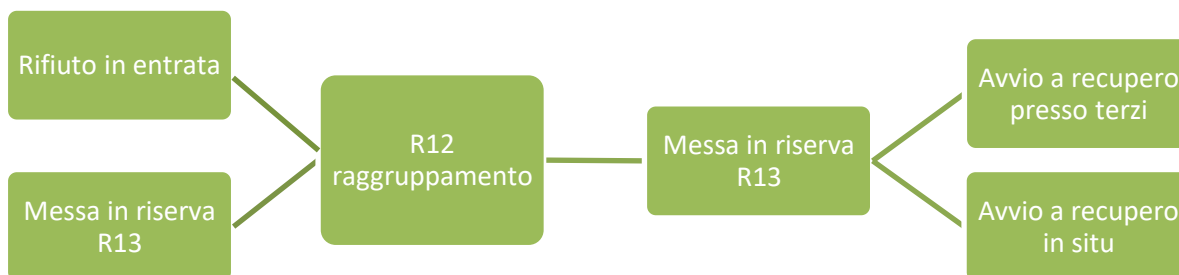 Rifiuto in entrata
Messa in riserva
R13
R12
raggruppamento
Messa in riserva
R13
Avvio a recupero
presso terzi
Avvio a recupero
in situ